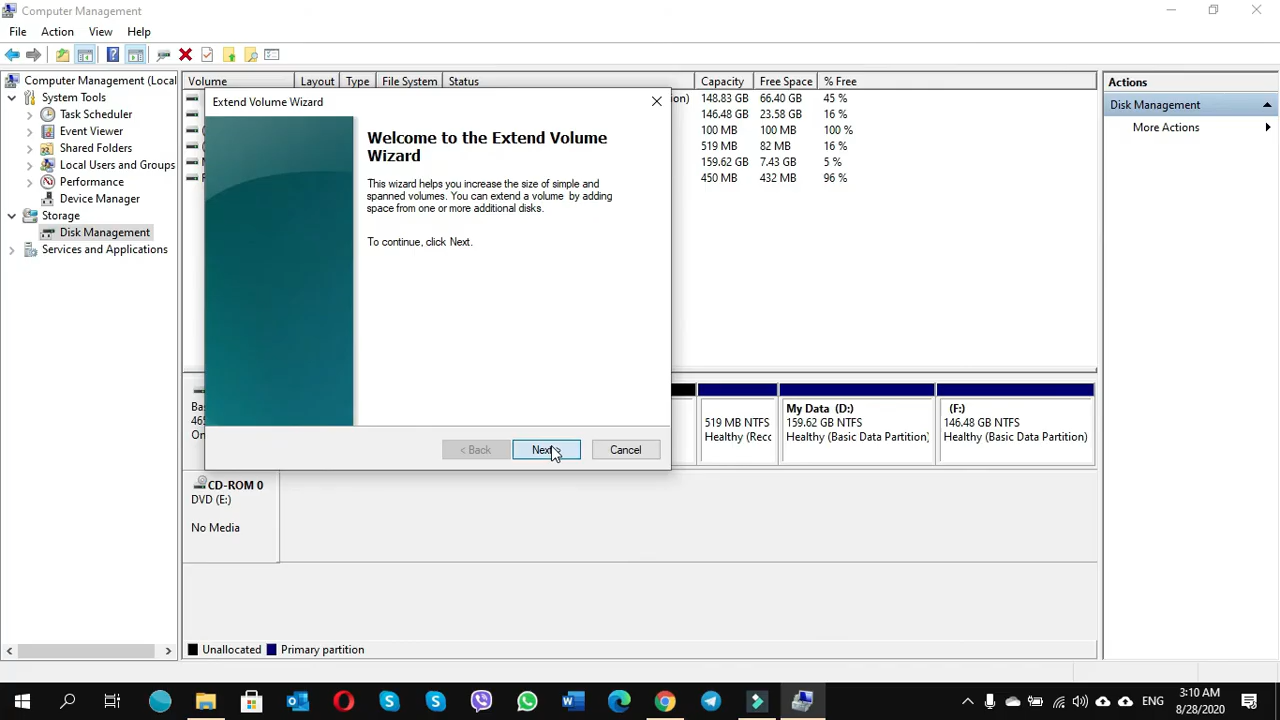 Computer Management
File Action View Help
Computer Management (Local
System Tools
Task Scheduler
Event Viewer
Shared Folders
Local Users and Groups
Performance
Device Manager
Storage
Disk Management
Services and Applications
Volume Layout Type File System Status Capacity Free Space % Free
on) 148.83 GB 66.40 GB 45 %
146.48 GB 23.58 GB 16 %
100 MB 100 MB 100 %
519 MB 82 MB 16 %
159.62 GB 7.43 GB 5 %
450 MB 432 MB 96 %
Extend Volume Wizard
Welcome to the Extend Volume
Wizard
This wizard helps you increase the size of simple and
spanned volumes. You can extend a volume by adding
space from one or more additional disks.
To continue, click Next.
< Back Next > Cancel
Bas
465
On
519 MB NTFS
Healthy (Recc
My Data (D:)
159.62 GB NTFS
Healthy (Basic Data Partition)
(F:)
146.48 GB NTFS
Healthy (Basic Data Partition)
CD-ROM 0
DVD (E:)
No Media
Unallocated Primary partition
Actions
Disk Management
More Actions
ENG
3:10 AM
8/28/2020